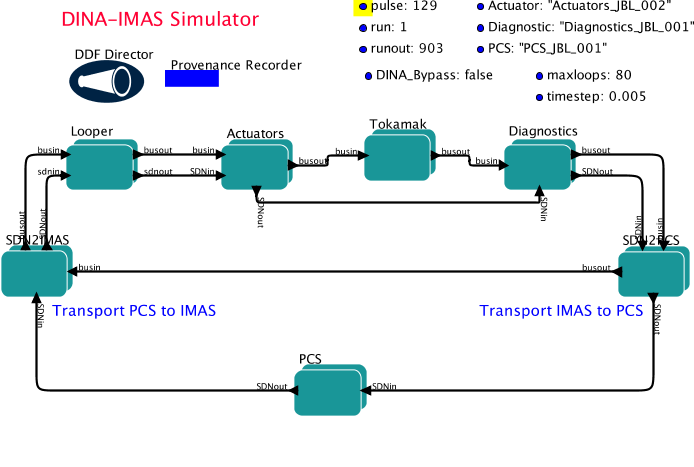 DINA-IMAS Simulator
pulse: 129
Actuator: "Actuators_JBL_002"
run: 1
Diagnostic: "Diagnostics_JBL_001"
runout: 903
PCS: "PCS_JBL_001"
DDF Director
Provenance Recorder
DINA_Bypass: false
maxloops: 80
timestep: 0.005
Looper
Actuators
Tokamak
Diagnostics
busin
busout
busin
busout
busin
busout
busin
busout
sdnin
sdnout
SDNin
SDNout
SDNout
SDNin
busout
SDNout
SDNin
busin
SDN2IMAS
SDN2PCS
busin
busout
Transport PCS to IMAS
Transport IMAS to PCS
SDNin
SDNout
PCS
SDNout
SDNin